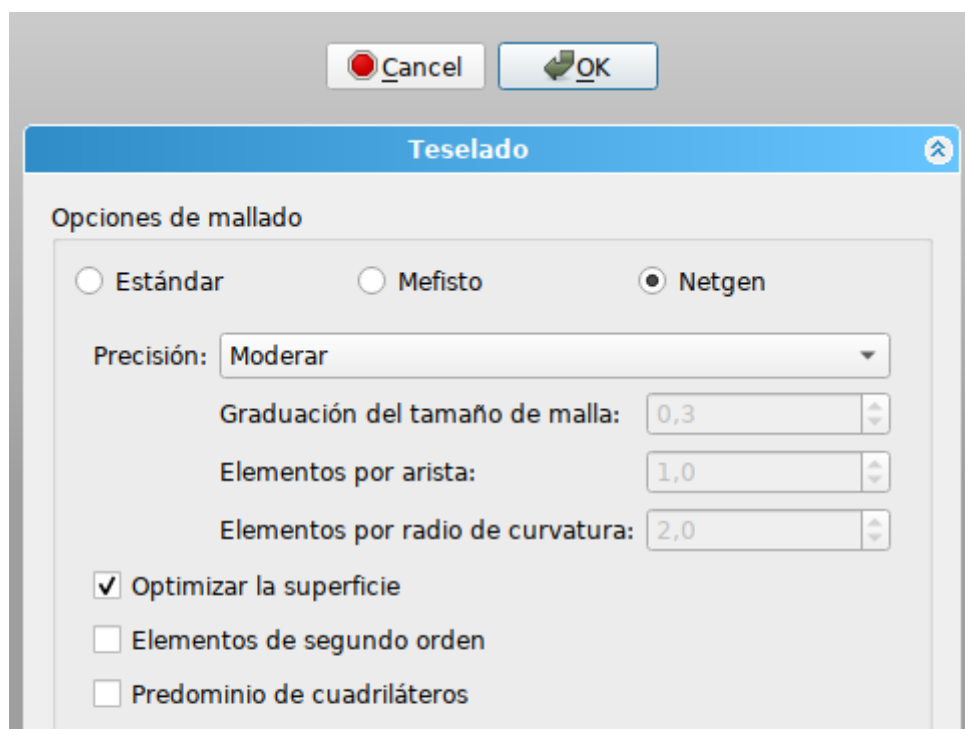 Cancel OK
Teselado
Opciones de mallado
Estándar Mefisto Netgen
Precisión: Moderar
Graduación del tamaño de malla: 0,3
Elementos por arista: 1,0
Elementos por radio de curvatura: 2,0
Optimizar la superficie
Elementos de segundo orden
Predominio de cuadriláteros